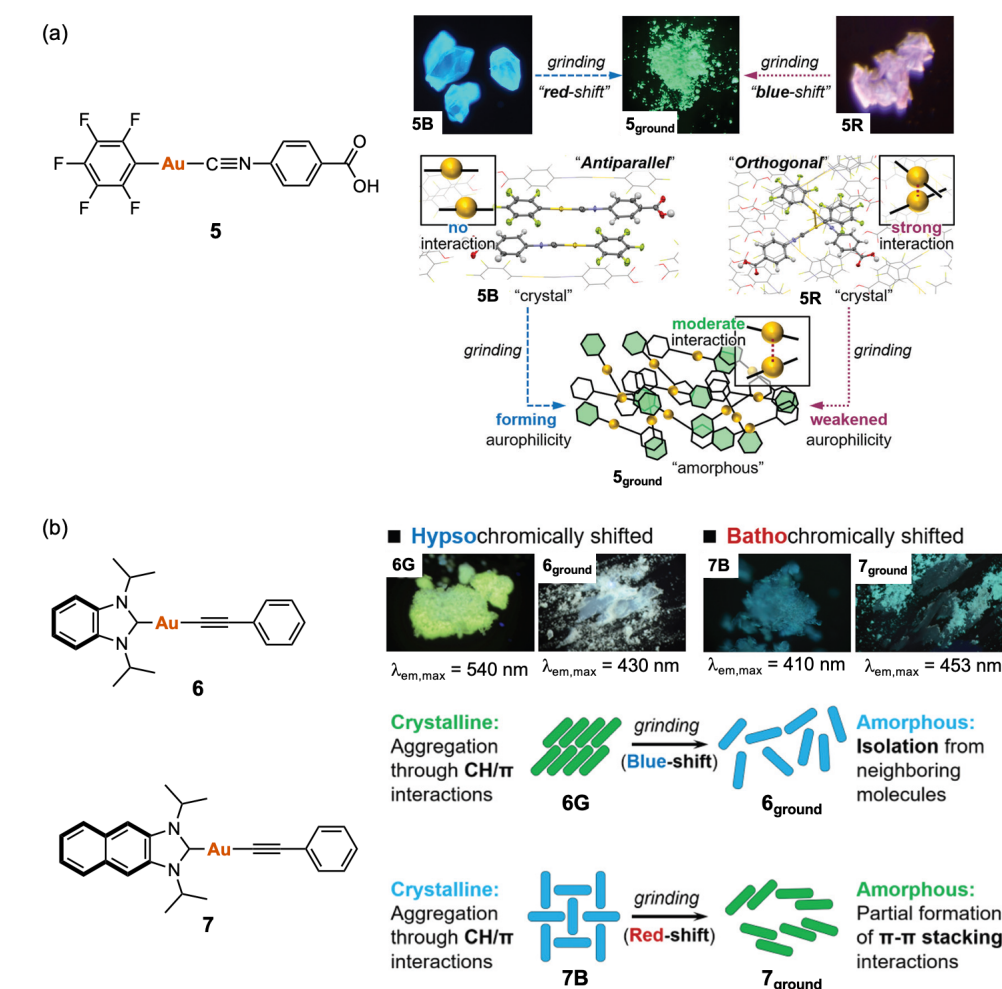 (a)
F
F
F
F
F
Au
C
N
O
OH
5
5B
grinding
"red-shift"
5ground
grinding
"blue-shift"
5R
"Antiparallel"
no
interaction
5B "crystal"
"Orthogonal"
strong
interaction
5R "crystal"
grinding
moderate
interaction
grinding
forming
aurophilicity
weakened
aurophilicity
"amorphous"
5ground
(b)
N
Au
N
6
N
Au
N
7
■ Hypsochromically shifted
6G
6ground
λem,max = 540 nm
λem,max = 430 nm
■ Bathochromically shifted
7B
7ground
λem,max = 410 nm
λem,max = 453 nm
Crystalline:
Aggregation
through CH/π
interactions
6G
grinding
(Blue-shift)
6ground
Amorphous:
Isolation from
neighboring
molecules
Crystalline:
Aggregation
through CH/π
interactions
7B
grinding
(Red-shift)
7ground
Amorphous:
Partial formation
of π-π stacking
interactions